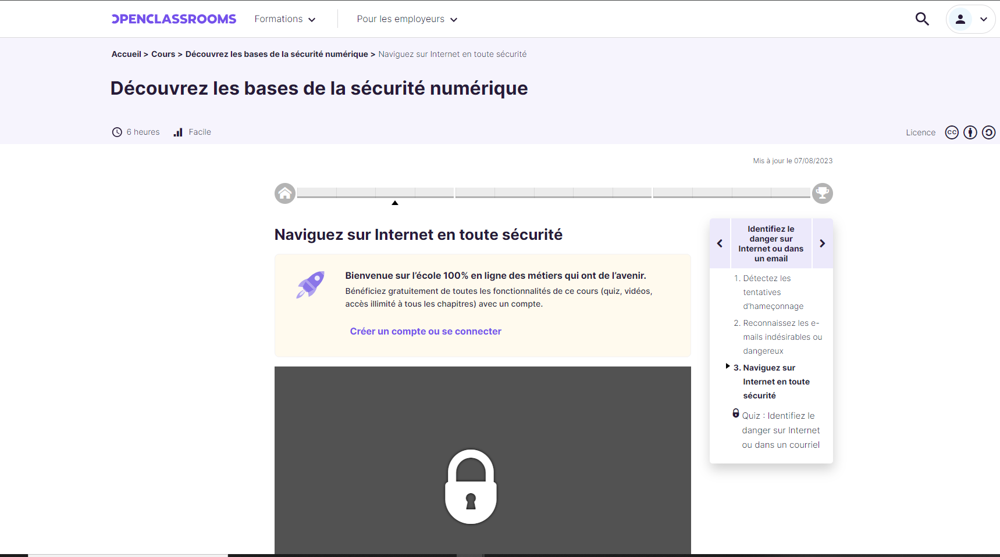 OPENCLASSROOMS
Formations
Pour les employeurs
Accueil > Cours > Découvrez les bases de la sécurité numérique > Naviguez sur Internet en toute sécurité
Découvrez les bases de la sécurité numérique
6 heures
Facile
Licence
CC
Mis à jour le 07/08/2023
Naviguez sur Internet en toute sécurité
Bienvenue sur l’école 100% en ligne des métiers qui ont de l’avenir.
Bénéficiez gratuitement de toutes les fonctionnalités de ce cours (quiz, vidéos,
accès illimité à tous les chapitres) avec un compte.
Créer un compte ou se connecter
Identifiez le
danger sur
Internet ou dans
un email
1. Détectez les
tentatives
d’hameçonnage
2. Reconnaissez les e-
mails indésirables ou
dangereux
3. Naviguez sur
Internet en toute
sécurité
Quiz : Identifiez le
danger sur Internet
ou dans un courriel